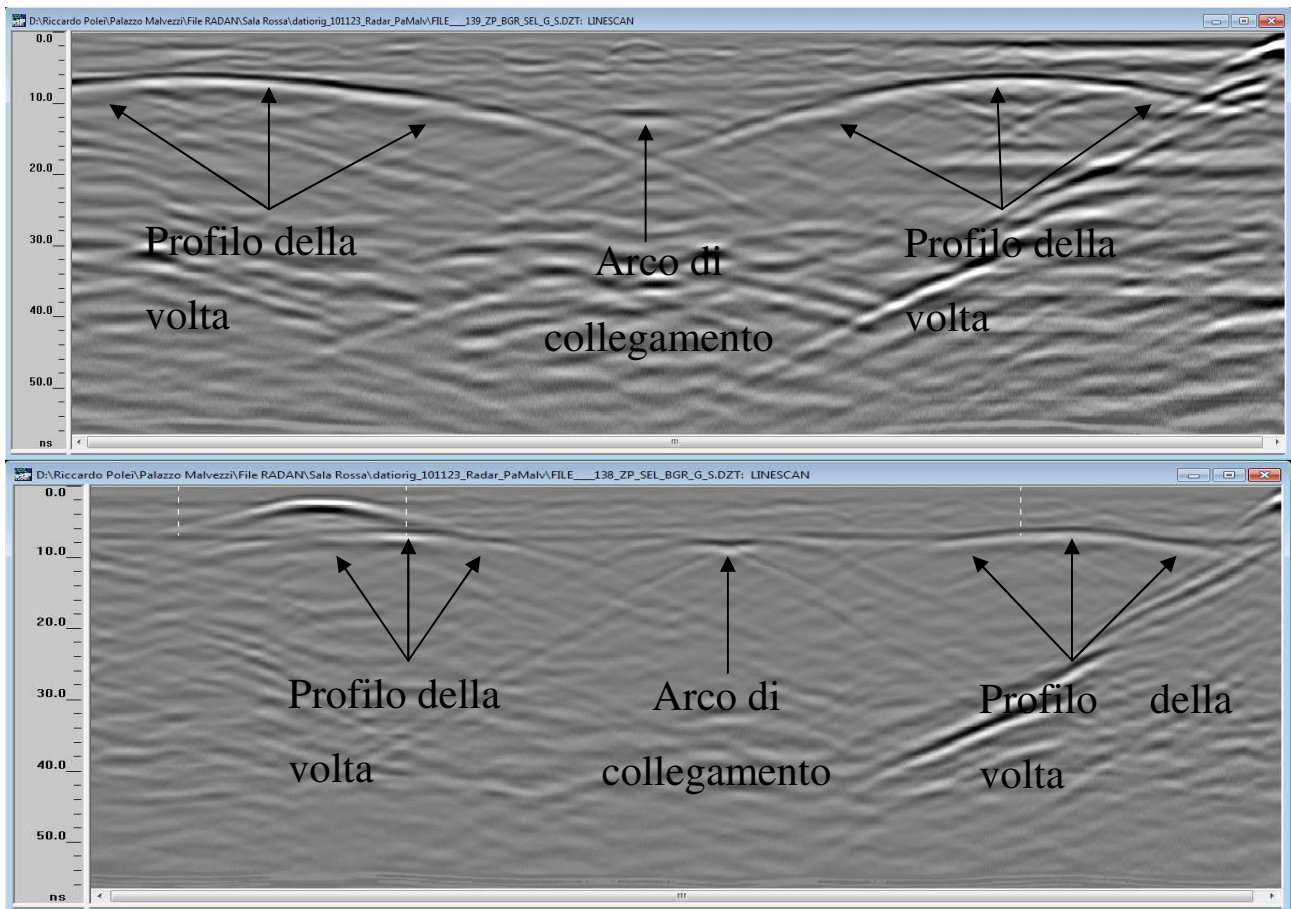 D:\Riccardo Polei\Palazzo Malvezzi\File RADAN\Sala Rossa\datiorig_101123_Radar_PaMalv\FILE___139_ZP_BGR_SEL_G_S.DZT: LINESCAN
0.0
10.0
20.0
30.0
40.0
50.0
ns
Profilo della
volta
Arco di
collegamento
Profilo della
volta
D:\Riccardo Polei\Palazzo Malvezzi\File RADAN\Sala Rossa\datiorig_101123_Radar_PaMalv\FILE___138_ZP_SEL_BGR_G_S.DZT: LINESCAN
0.0
10.0
20.0
30.0
40.0
50.0
ns
Profilo della
volta
Arco di
collegamento
Profilo della
volta